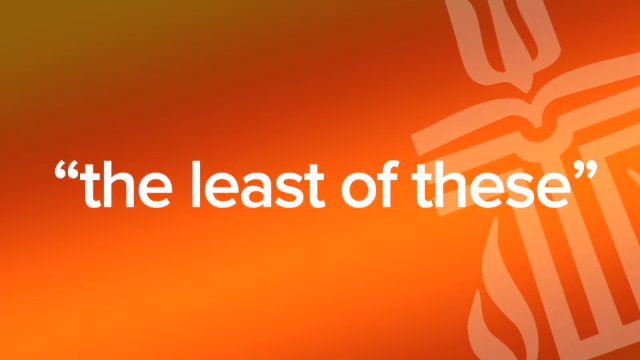 “the least of these”